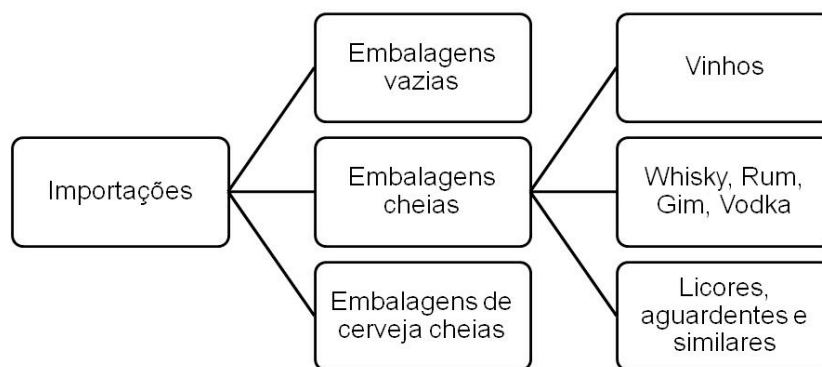 Importações
Embalagens
vazias
Embalagens
cheias
Embalagens de
cerveja cheias
Vinhos
Whisky, Rum,
Gim, Vodka
Licores,
aguardentes e
similares